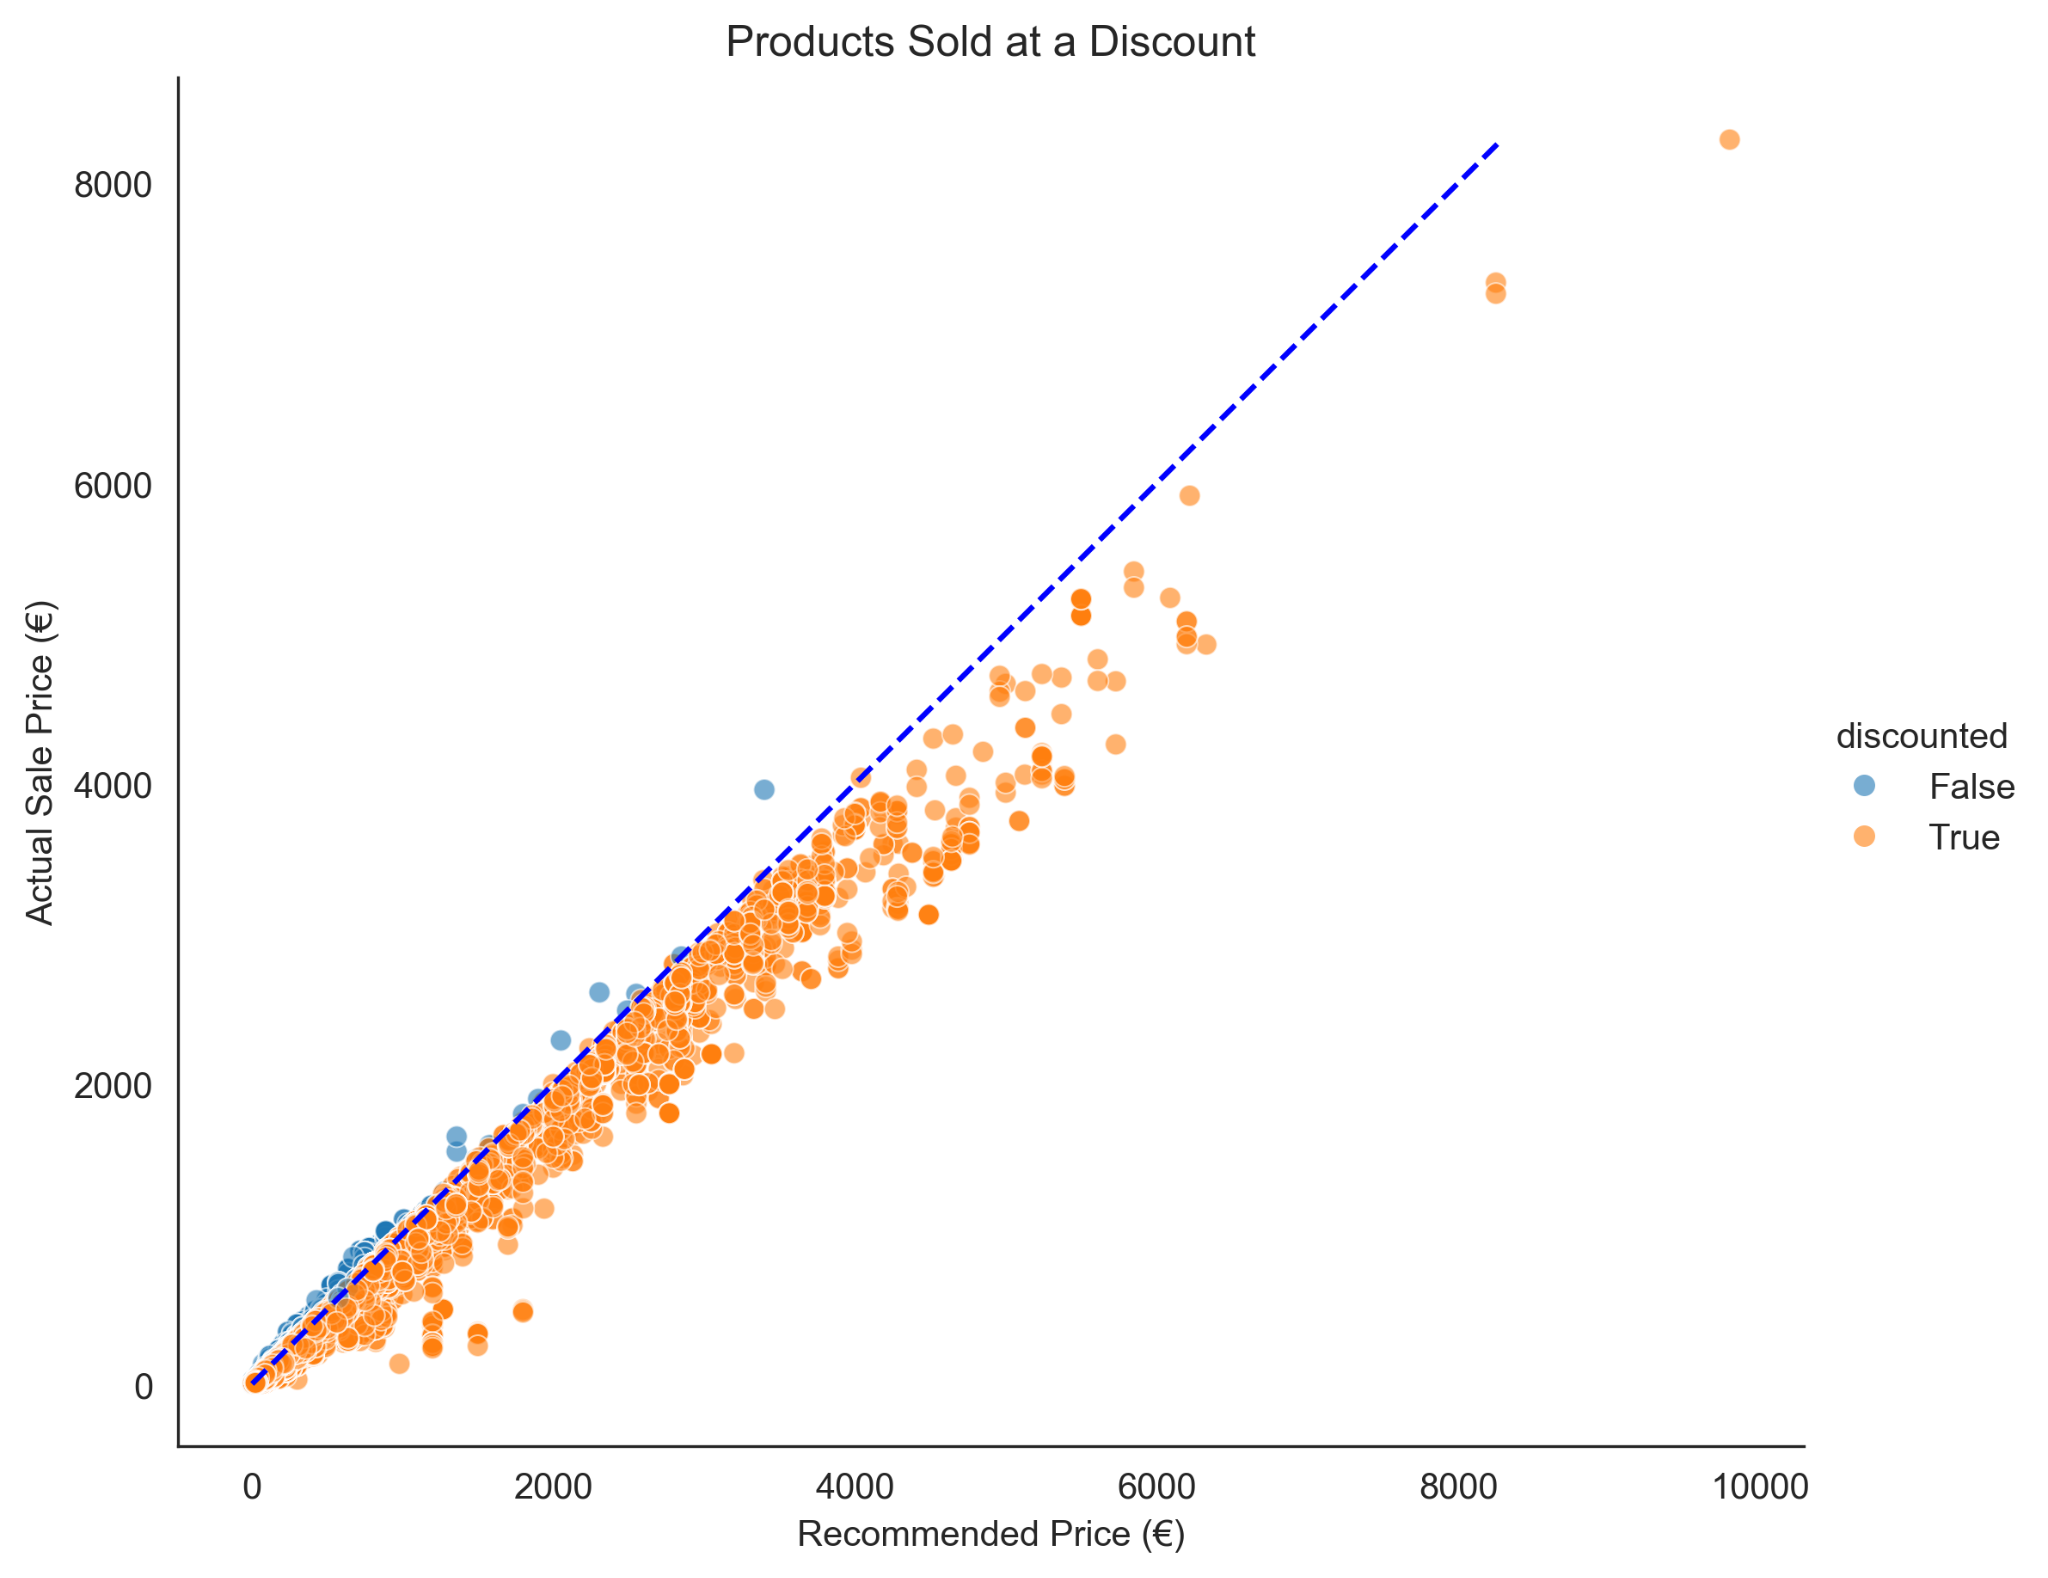 Products Sold at a Discount
8000
6000
4000
2000
0
Actual Sale Price (€)
0 2000 4000 6000 8000 10000
Recommended Price (€)
discounted
False
True